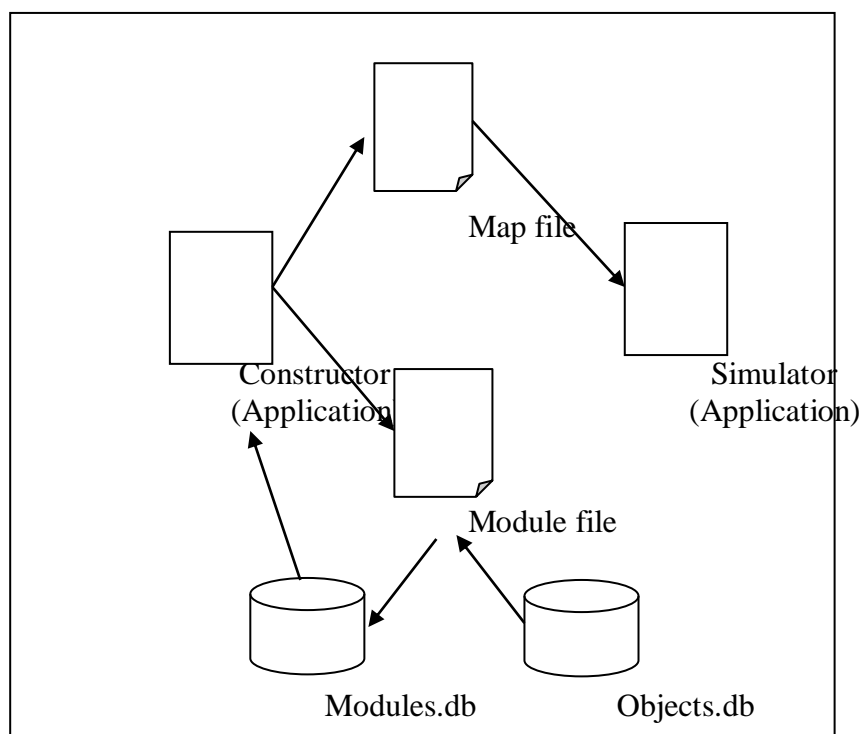 Map file
Constructor
(Application)
Simulator
(Application)
Module file
Modules.db
Objects.db